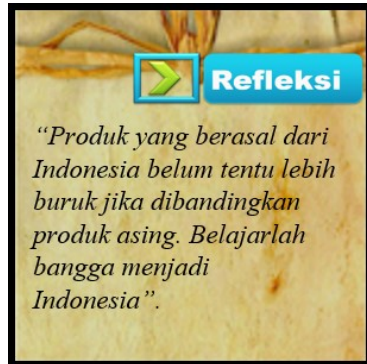 Refleksi
“Produk yang berasal dari
Indonesia belum tentu lebih
buruk jika dibandingkan
produk asing. Belajarlah
bangga menjadi
Indonesia”.